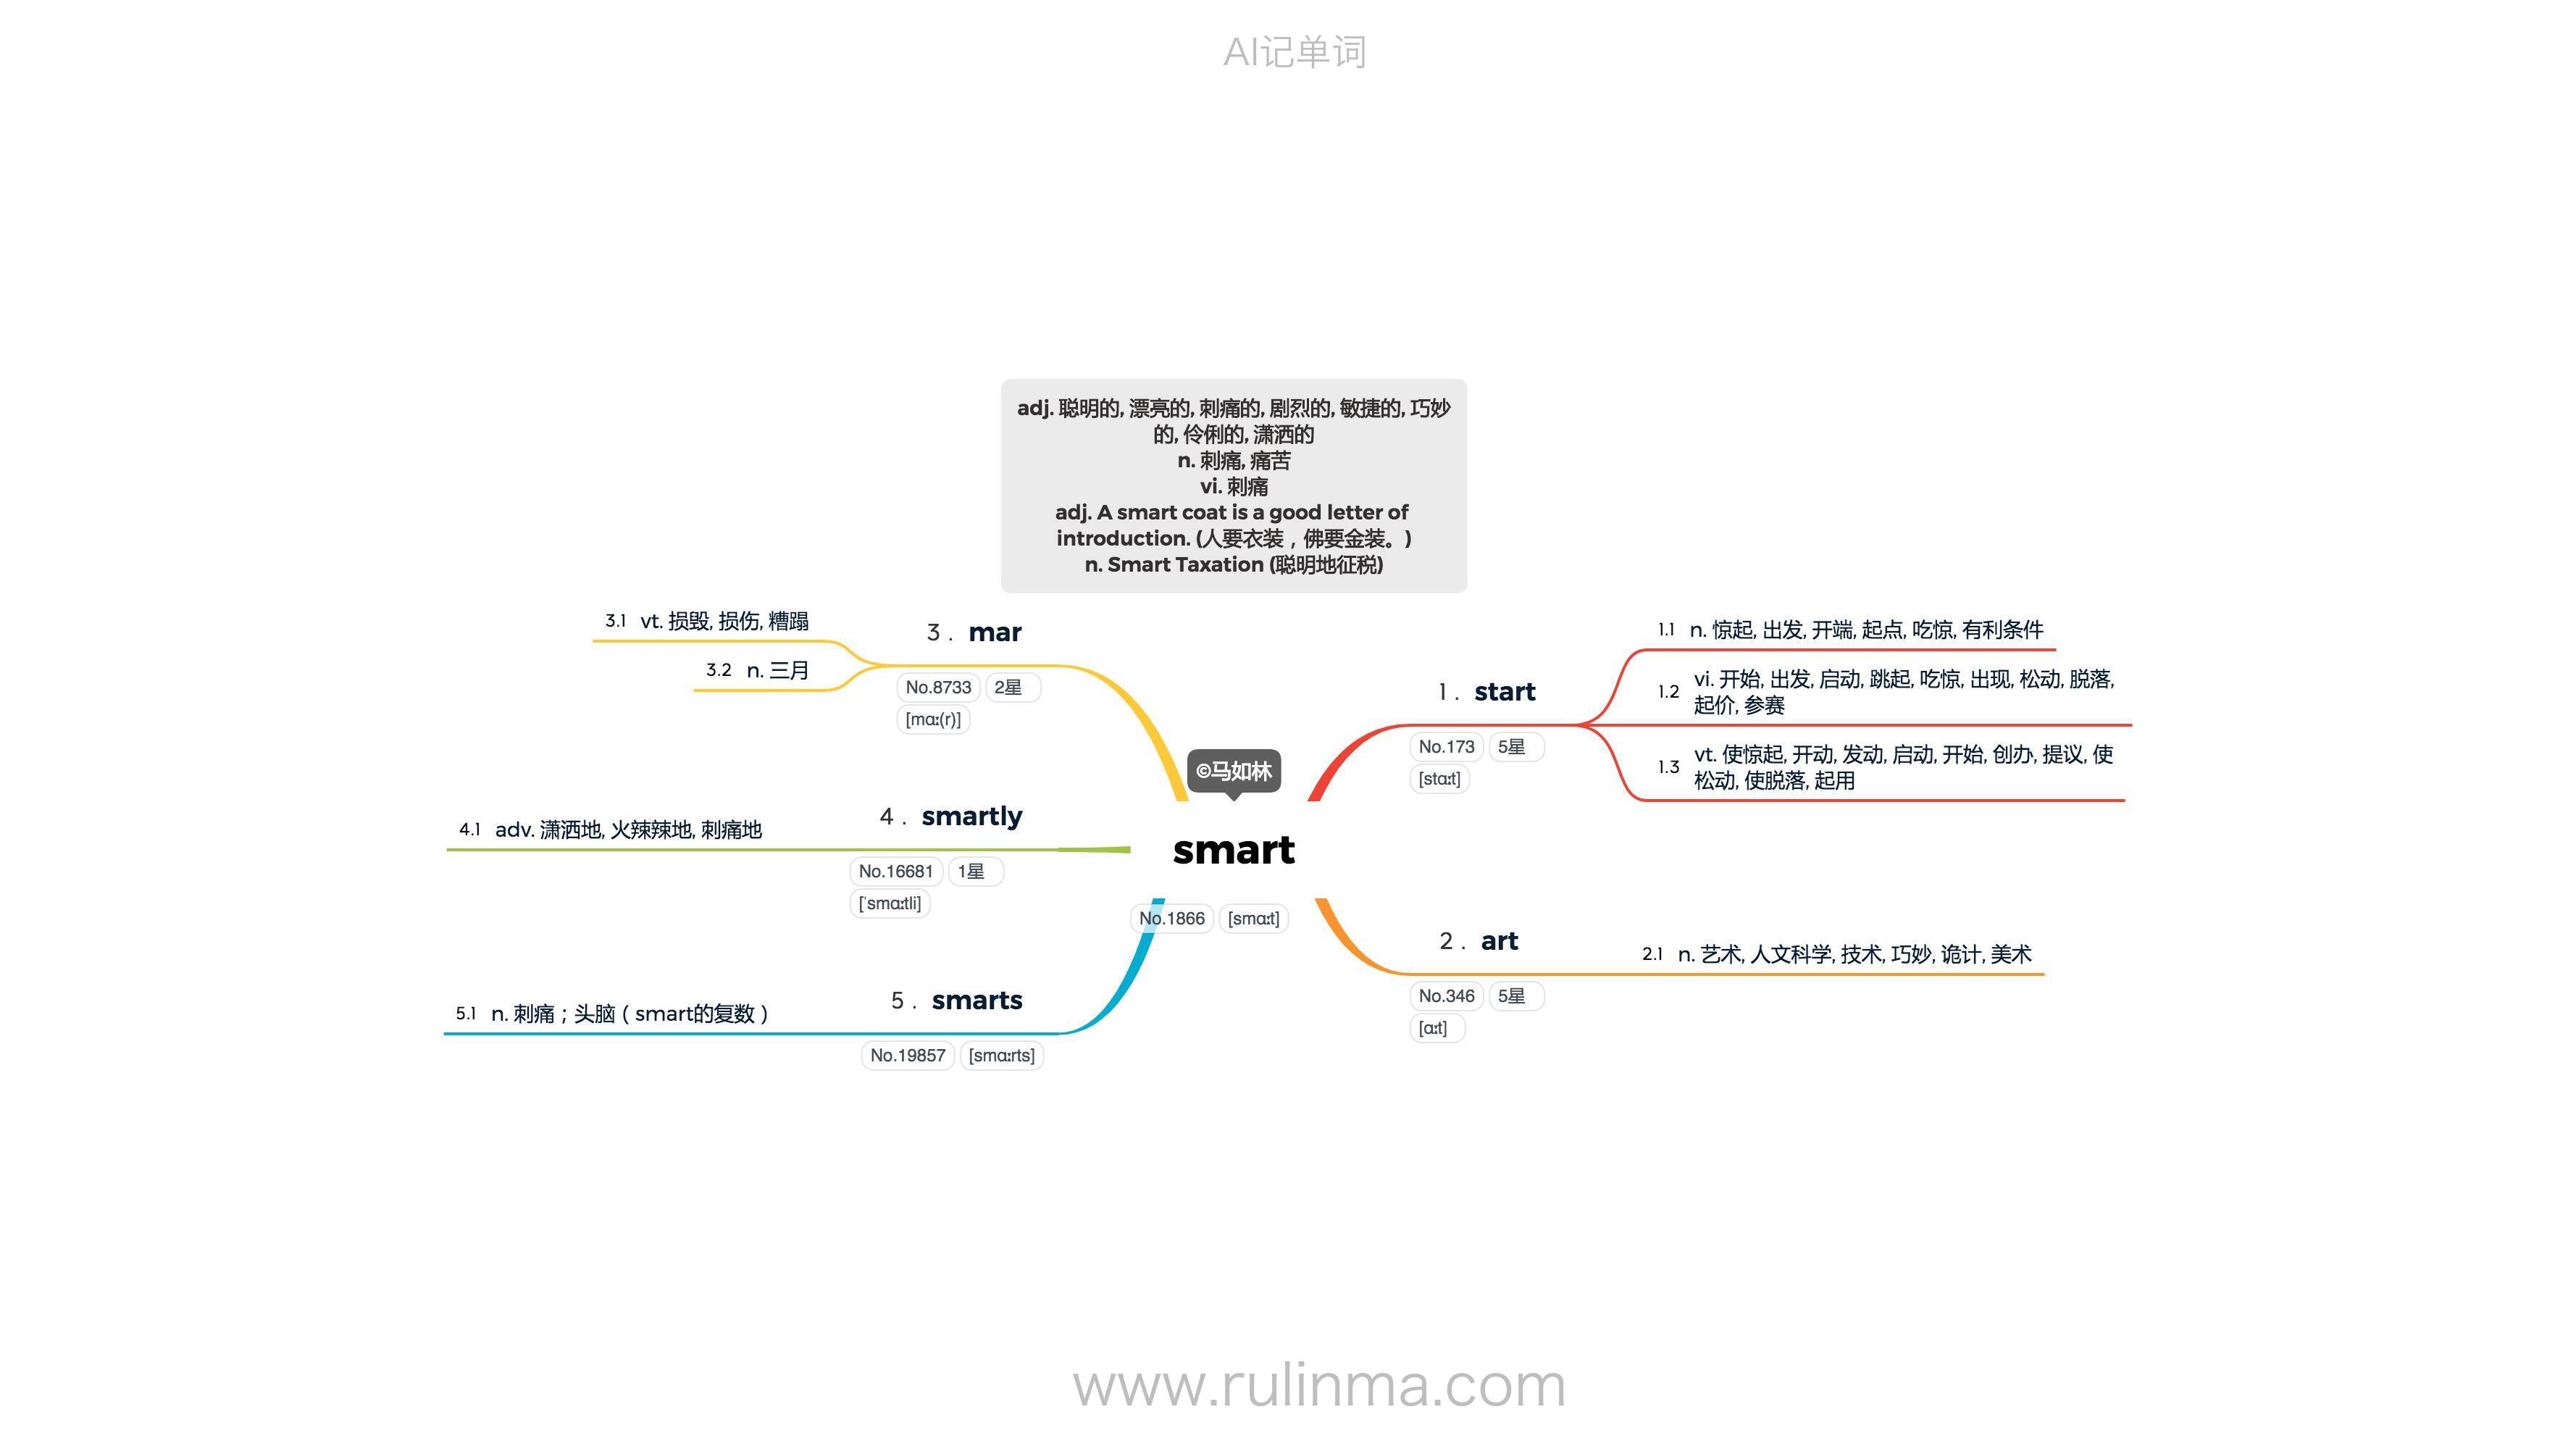 AI记单词
adj. 聪明的, 漂亮的, 刺痛的, 剧烈的, 敏捷的, 巧妙
的, 伶俐的, 潇洒的
n. 刺痛, 痛苦
vi. 刺痛
adj. A smart coat is a good letter of
introduction. (人要衣装，佛要金装。)
n. Smart Taxation (聪明地征税)
©马如林
smart
No.1866 [smɑːt]
1. start
No.173 5星
[stɑːt]
1.1 n. 惊起, 出发, 开端, 起点, 吃惊, 有利条件
1.2 vi. 开始, 出发, 启动, 跳起, 吃惊, 出现, 松动, 脱落,
起价, 参赛
1.3 vt. 使惊起, 开动, 发动, 启动, 开始, 创办, 提议, 使
松动, 使脱落, 起用
2. art
No.346 5星
[ɑːt]
2.1 n. 艺术, 人文科学, 技术, 巧妙, 诡计, 美术
3. mar
No.8733 2星
[mɑː(r)]
3.1 vt. 损毁, 损伤, 糟蹋
3.2 n. 三月
4. smartly
No.16681 1星
[ˈsmɑːtli]
4.1 adv. 潇洒地, 火辣辣地, 刺痛地
5. smarts
No.19857 [smɑːrts]
5.1 n. 刺痛；头脑（smart的复数）
www.rulinma.com